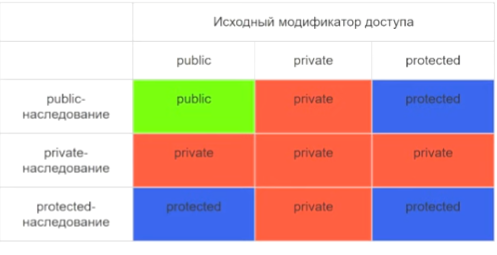 Исходный модификатор доступа
public private protected
public-
наследование
public private protected
private-
наследование
private private private
protected-
наследование
protected private protected